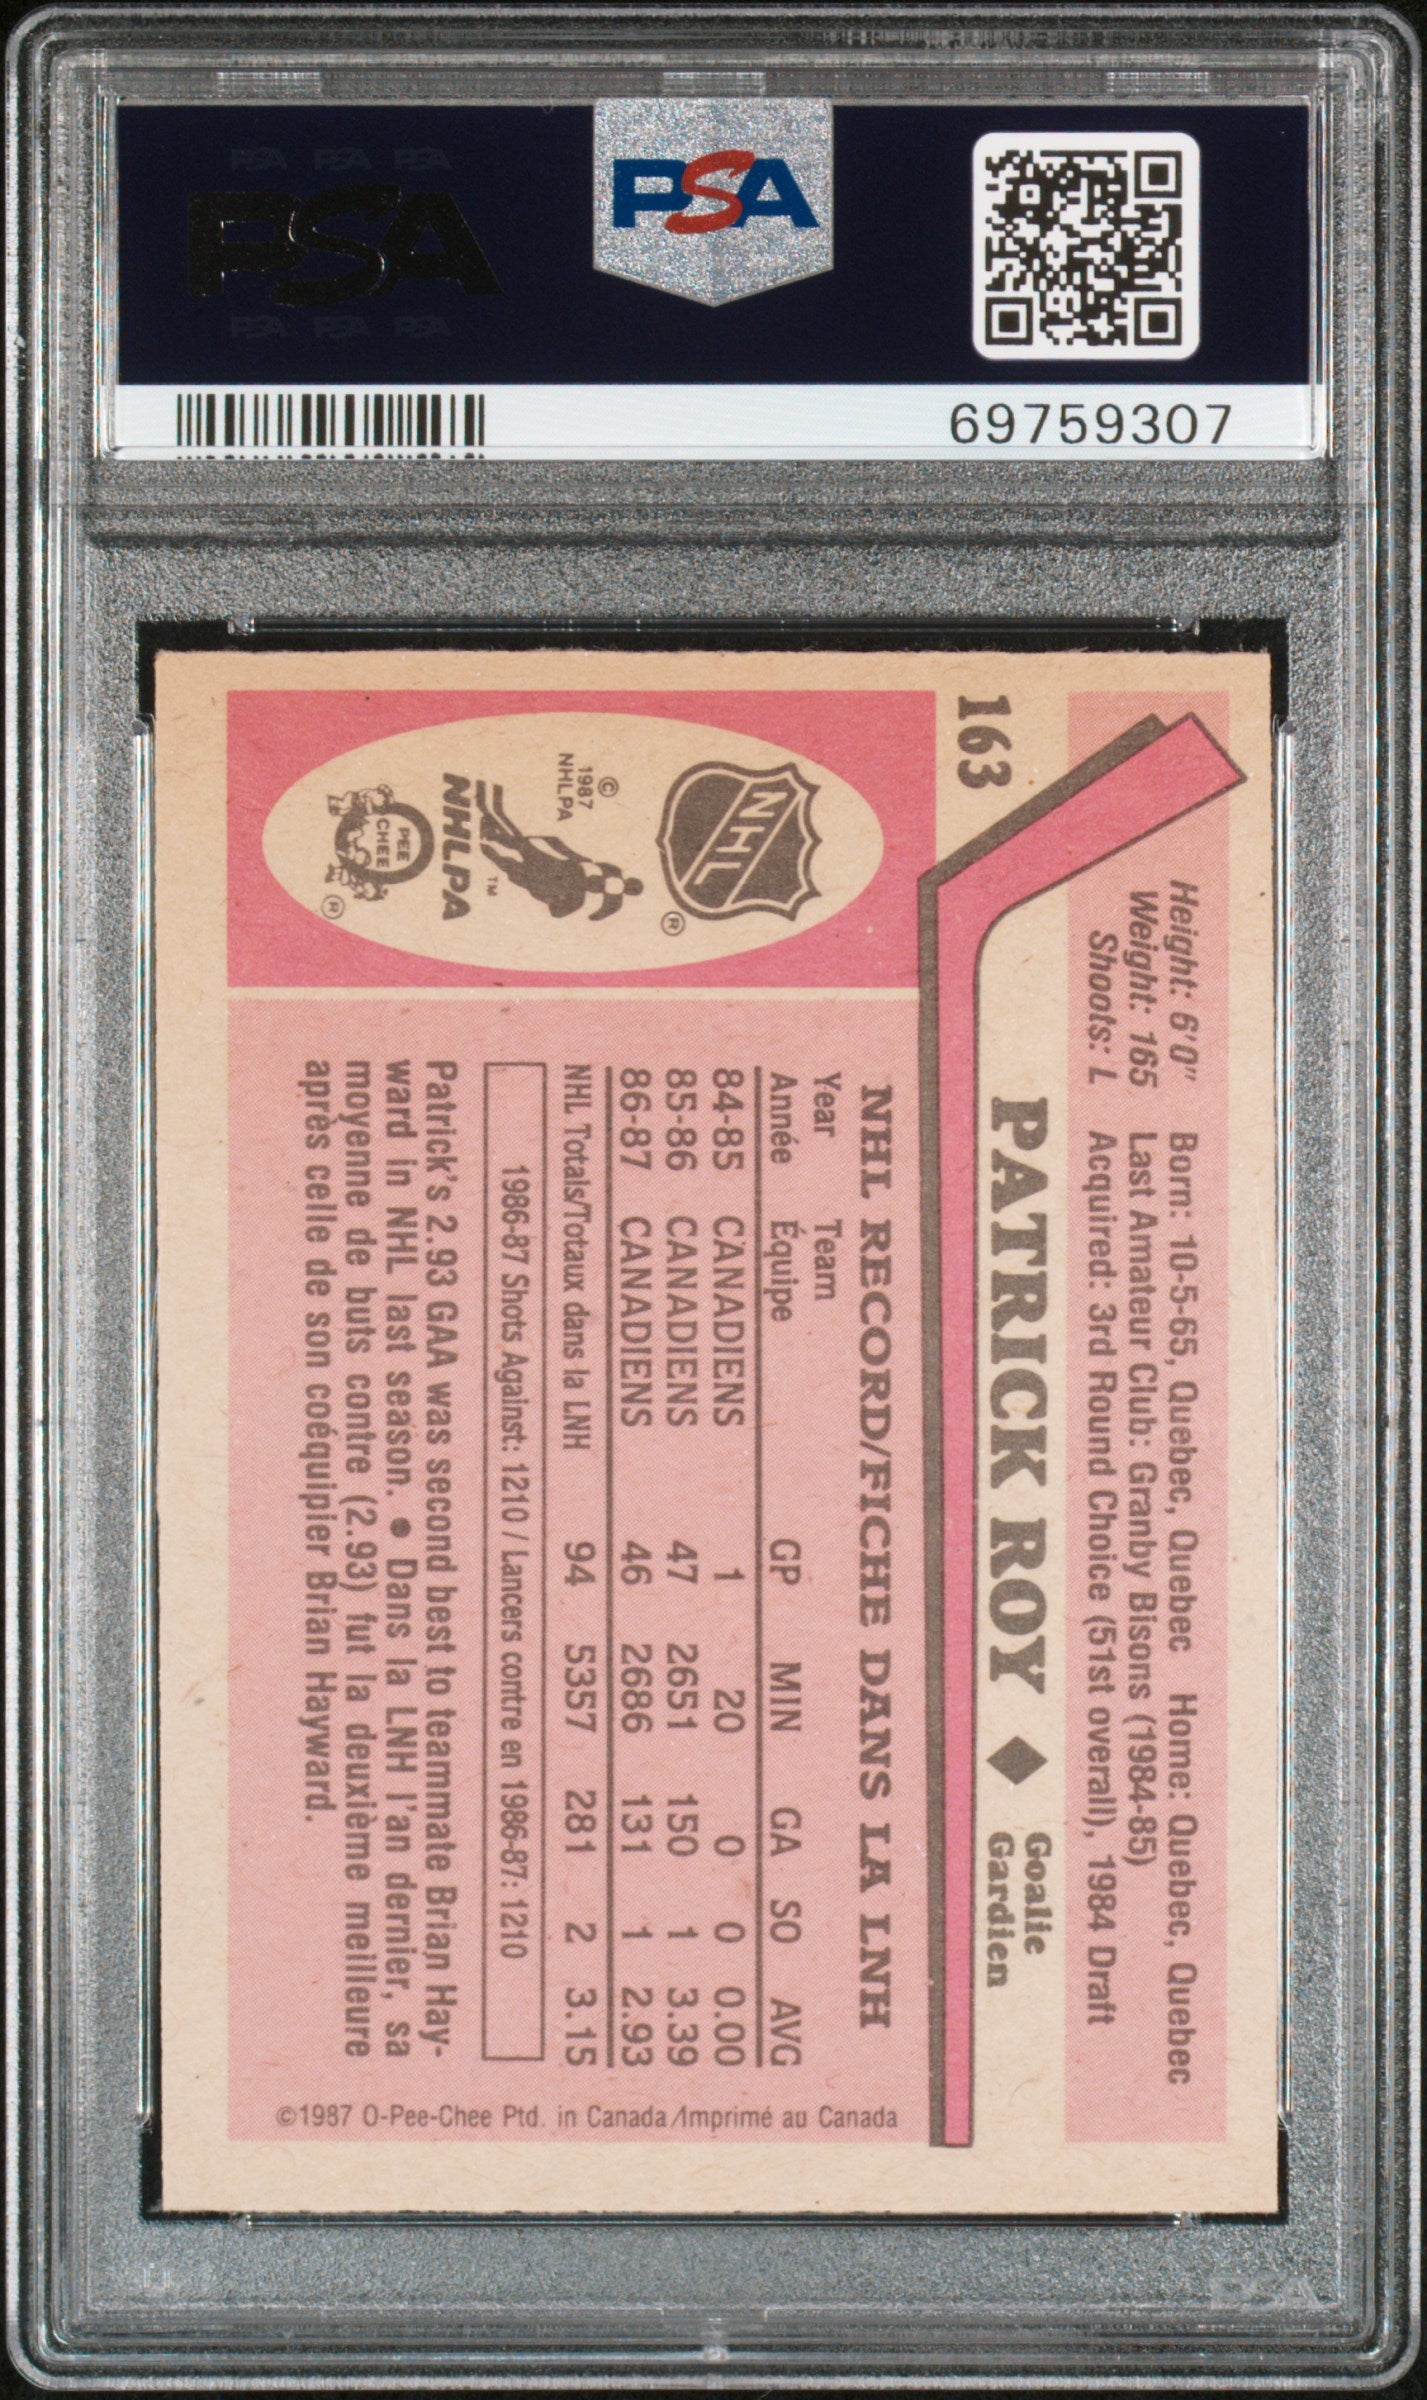 PSA PSA PSA
PSA
PSA PSA PSA
PSA
69759307
163
Height: 6'0" Born: 10-5-65, Quebec, Quebec Home: Quebec, Quebec
Weight: 165 Last Amateur Club: Granby Bisons (1984-85)
Shoots: L Acquired: 3rd Round Choice (51st overall), 1984 Draft
PATRICK ROY ◆ Goalie
Gardien
NHL
®
© 1987 NHLPA
NHLPA
™
O
PEE
CHEE
®
NHL RECORD/FICHE DANS LA LNH
Year Team
Année Équipe GP MIN GA SO AVG
84-85 CANADIENS 1 20 0 0 0.00
85-86 CANADIENS 47 2651 150 1 3.39
86-87 CANADIENS 46 2686 131 1 2.93
NHL Totals/Totaux dans la LNH 94 5357 281 2 3.15
1986-87 Shots Against: 1210 / Lancers contre en 1986-87: 1210
Patrick's 2.93 GAA was second best to teammate Brian Hay-
ward in NHL last season. ● Dans la LNH l'an dernier, sa
moyenne de buts contre (2.93) fut la deuxième meilleure
après celle de son coéquipier Brian Hayward.
©1987 O-Pee-Chee Ptd. in Canada/Imprimé au Canada
PSA